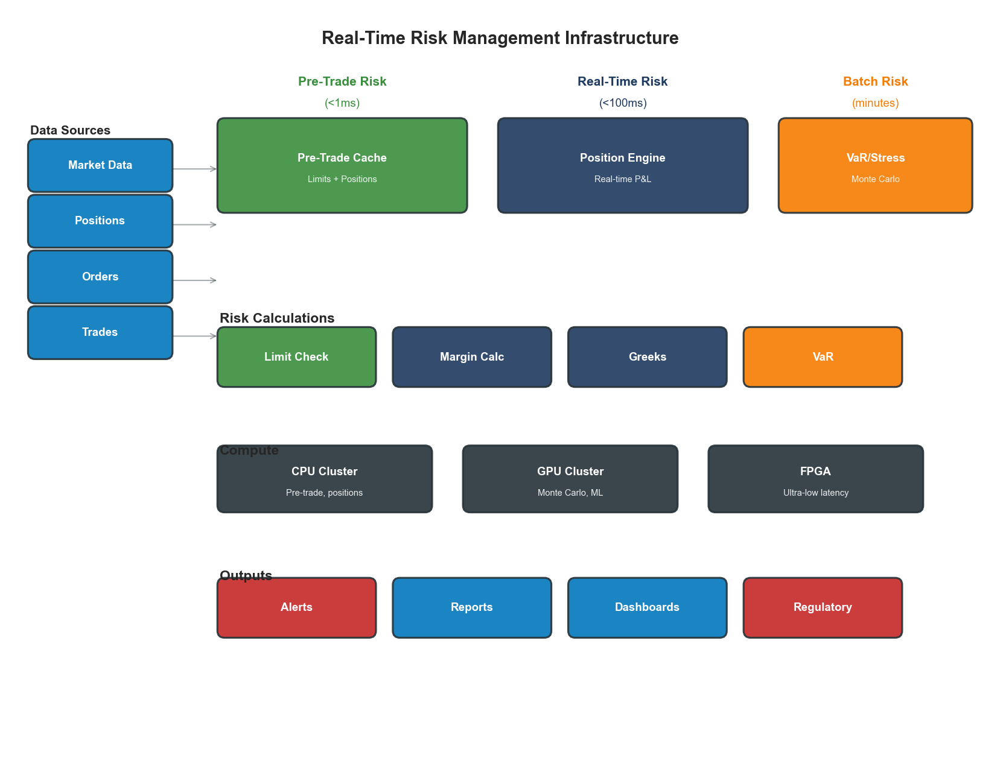 Real-Time Risk Management Infrastructure
Pre-Trade Risk
(<1ms)
Real-Time Risk
(<100ms)
Batch Risk
(minutes)
Data Sources
Market Data
Positions
Orders
Trades
Pre-Trade Cache
Limits + Positions
Position Engine
Real-time P&L
VaR/Stress
Monte Carlo
Risk Calculations
Limit Check
Margin Calc
Greeks
VaR
Compute
CPU Cluster
Pre-trade, positions
GPU Cluster
Monte Carlo, ML
FPGA
Ultra-low latency
Outputs
Alerts
Reports
Dashboards
Regulatory